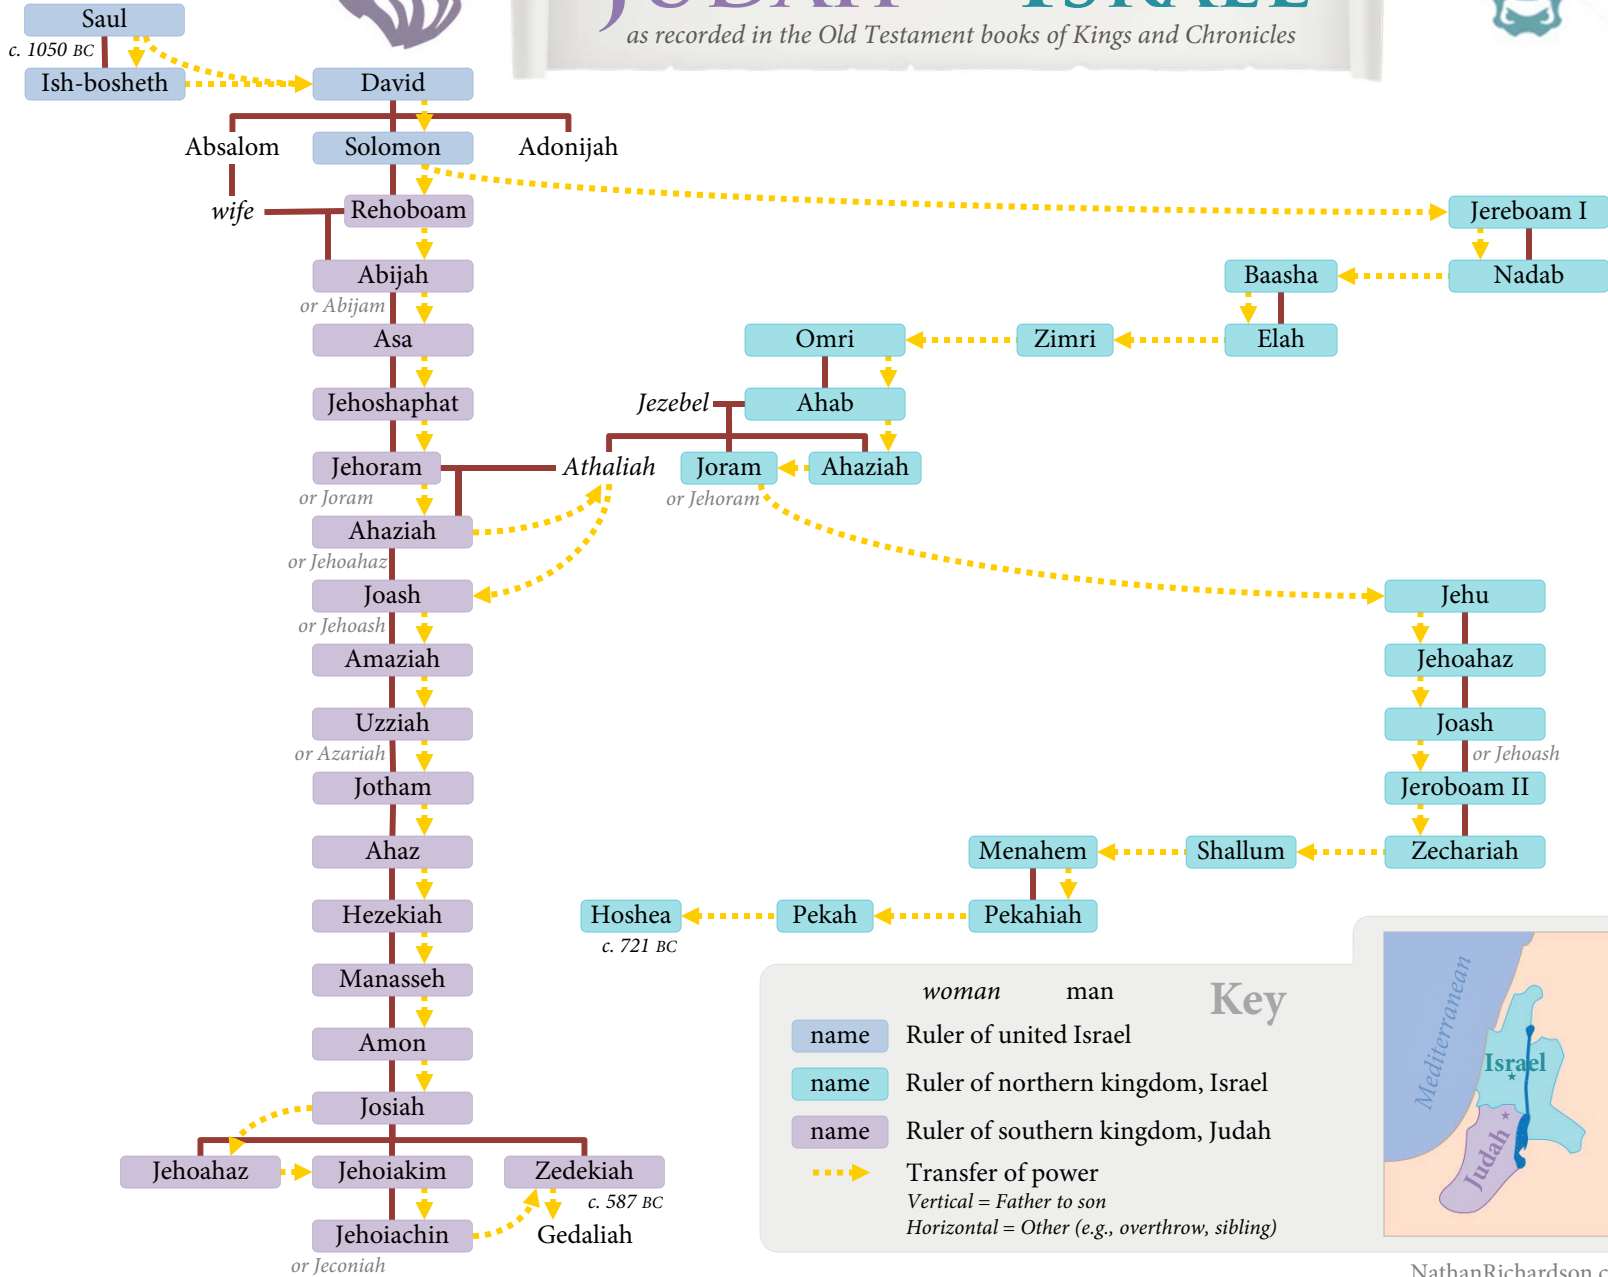 JUDAH ISRAEL
as recorded in the Old Testament books of Kings and Chronicles
Saul
c. 1050 BC
Ish-bosheth
David
Absalom
Solomon
Adonijah
wife
Rehoboam
Jereboam I
Abijah
or Abijam
Baasha
Nadab
Asa
Omri
Zimri
Elah
Jehoshaphat
Jezebel
Ahab
Jehoram
or Joram
Athaliah
Joram
or Jehoram
Ahaziah
Ahaziah
or Jehoahaz
Joash
or Jehoash
Jehu
Amaziah
Jehoahaz
Uzziah
or Azariah
Joash
or Jehoash
Jotham
Jeroboam II
Ahaz
Menahem
Shallum
Zechariah
Hezekiah
Hoshea
c. 721 BC
Pekah
Pekahiah
Manasseh
Amon
Josiah
Jehoahaz
Jehoiakim
Zedekiah
c. 587 BC
Jehoiachin
or Jeconiah
Gedaliah
woman man Key
name Ruler of united Israel
name Ruler of northern kingdom, Israel
name Ruler of southern kingdom, Judah
Transfer of power
Vertical = Father to son
Horizontal = Other (e.g., overthrow, sibling)
Mediterranean
Israel
Judah
NathanRichardson.c